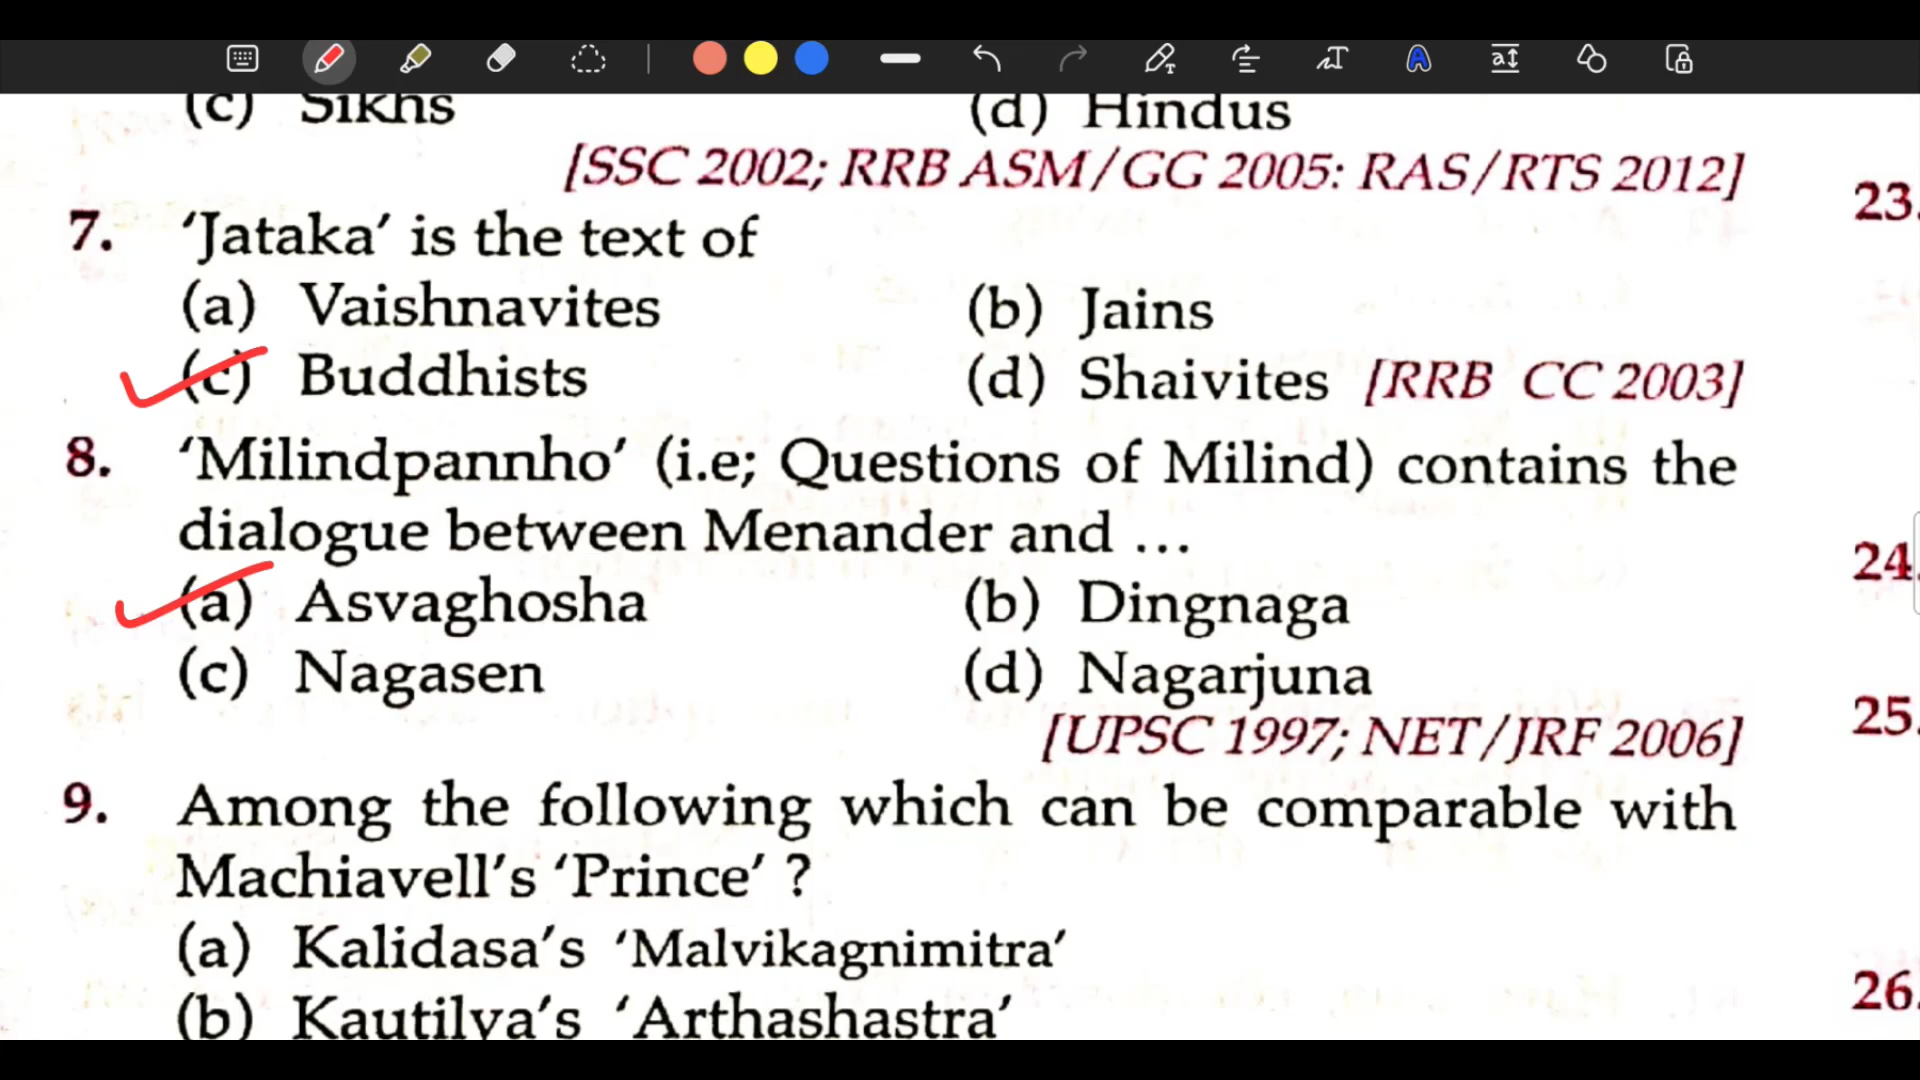 (c) Sikhs (d) Hindus
[SSC 2002; RRB ASM/GG 2005: RAS/RTS 2012]
7. ‘Jataka’ is the text of
(a) Vaishnavites (b) Jains
(c) Buddhists (d) Shaivites [RRB CC 2003]
8. ‘Milindpannho’ (i.e; Questions of Milind) contains the
dialogue between Menander and ...
(a) Asvaghosha (b) Dingnaga
(c) Nagasen (d) Nagarjuna
[UPSC 1997; NET/JRF 2006]
9. Among the following which can be comparable with
Machiavell’s ‘Prince’ ?
(a) Kalidasa’s ‘Malvikagnimitra’
(b) Kautilya’s ‘Arthashastra’
23.
24.
25.
26.